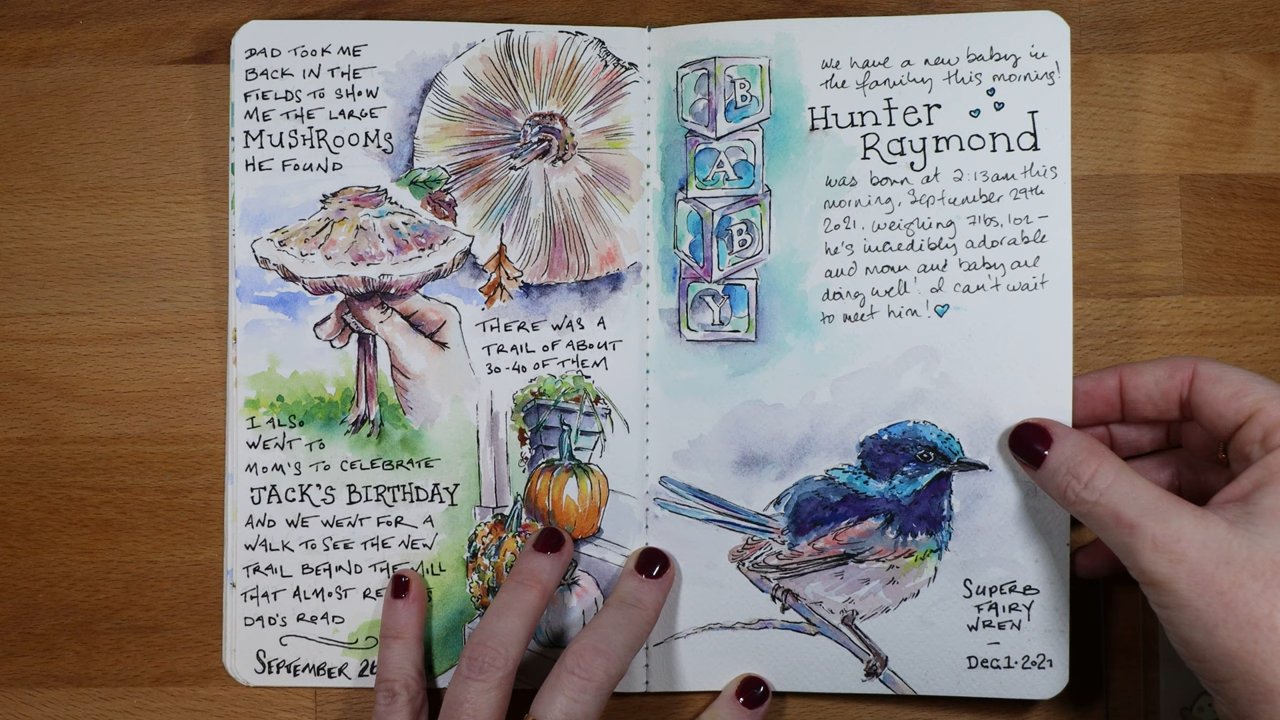 DAD TOOK ME
BACK IN THE
FIELDS TO SHOW
ME THE LARGE
MUSHROOMS
HE FOUND
THERE WAS A
TRAIL OF ABOUT
30-40 OF THEM
I ALSO
WENT TO
MOM'S TO CELEBRATE
JACK'S BIRTHDAY
AND WE WENT FOR A
WALK TO SEE THE NEW
TRAIL BEHIND THE MILL
THAT ALMOST
DAD'S ROAD
SEPTEMBER 26
B
A
B
Y
We have a new baby in
the family this morning!
Hunter
Raymond
was born at 2:13am this
morning, September 29th
2021. weighing 7lbs, 1oz –
he's incredibly adorable
and mom and baby are
doing well! I can't wait
to meet him!
SUPERB
FAIRY
WREN
–
Dec.1.2021